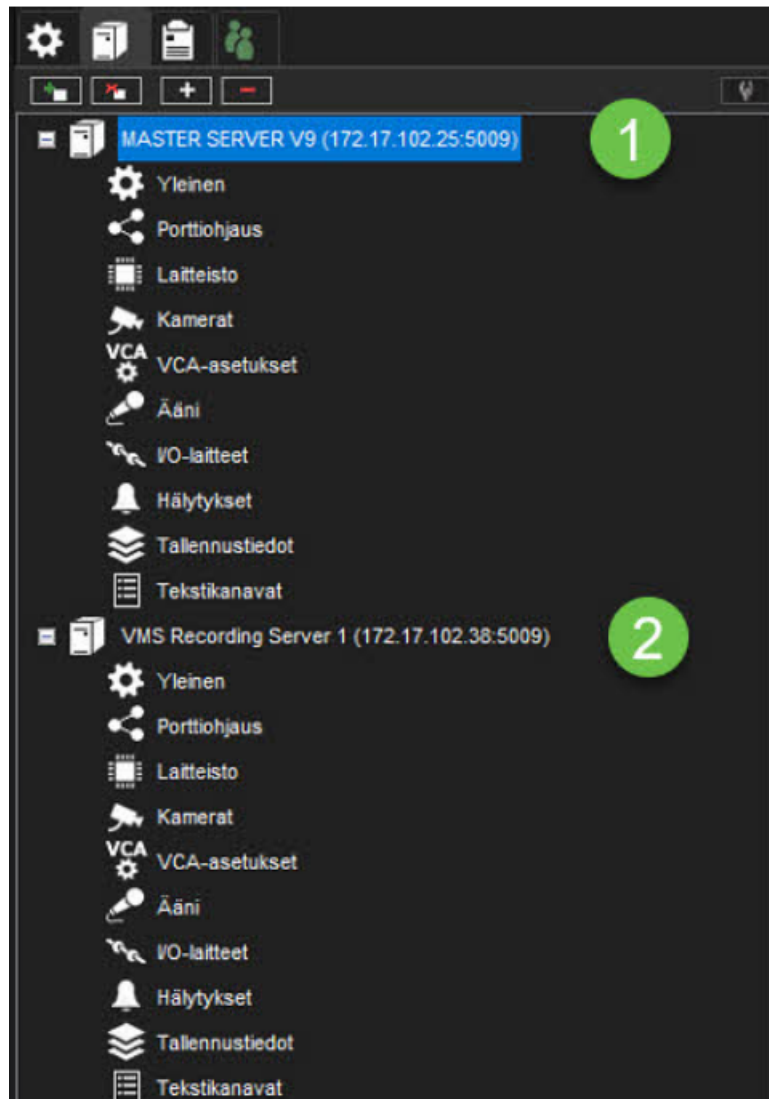 MASTER SERVER V9 (172.17.102.25:5009)
1
Yleinen
Porttiohjaus
Laitteisto
Kamerat
VCA
VCA-asetukset
Ääni
I/O-laitteet
Hälytykset
Tallennustiedot
Tekstikanavat
VMS Recording Server 1 (172.17.102.38:5009)
2
Yleinen
Porttiohjaus
Laitteisto
Kamerat
VCA
VCA-asetukset
Ääni
I/O-laitteet
Hälytykset
Tallennustiedot
Tekstikanavat